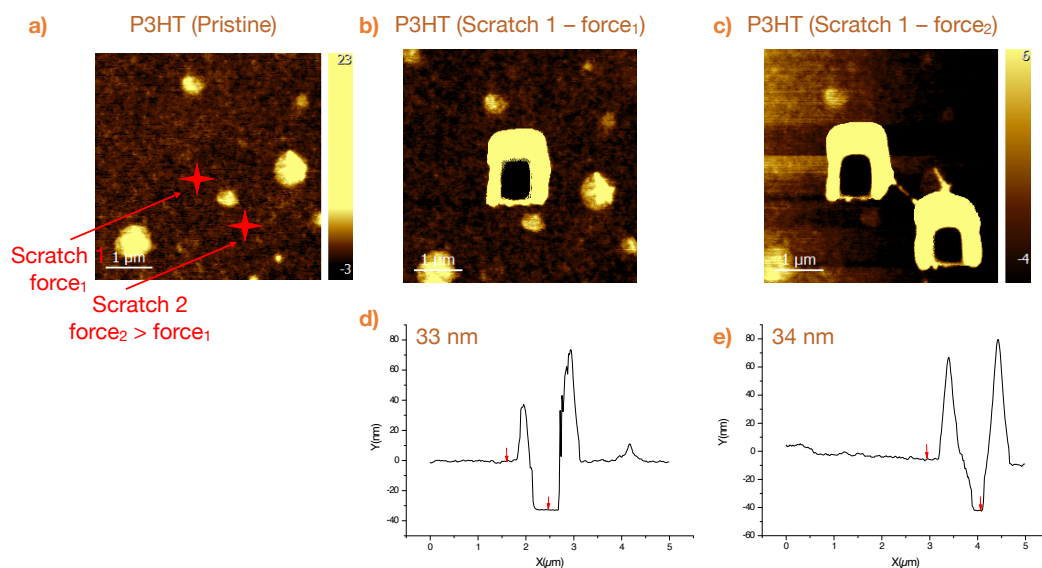 a)
P3HT (Pristine)
b)
P3HT (Scratch 1 – force₁)
c)
P3HT (Scratch 1 – force₂)
23
-3
1 µm
Scratch 1
force₁
Scratch 2
force₂ > force₁
1 µm
6
-4
1 µm
d)
33 nm
80
60
40
20
0
-20
-40
Y(nm)
0
1
2
3
4
5
X(µm)
e)
34 nm
80
60
40
20
0
-20
-40
-60
Y(nm)
0
1
2
3
4
5
X(µm)